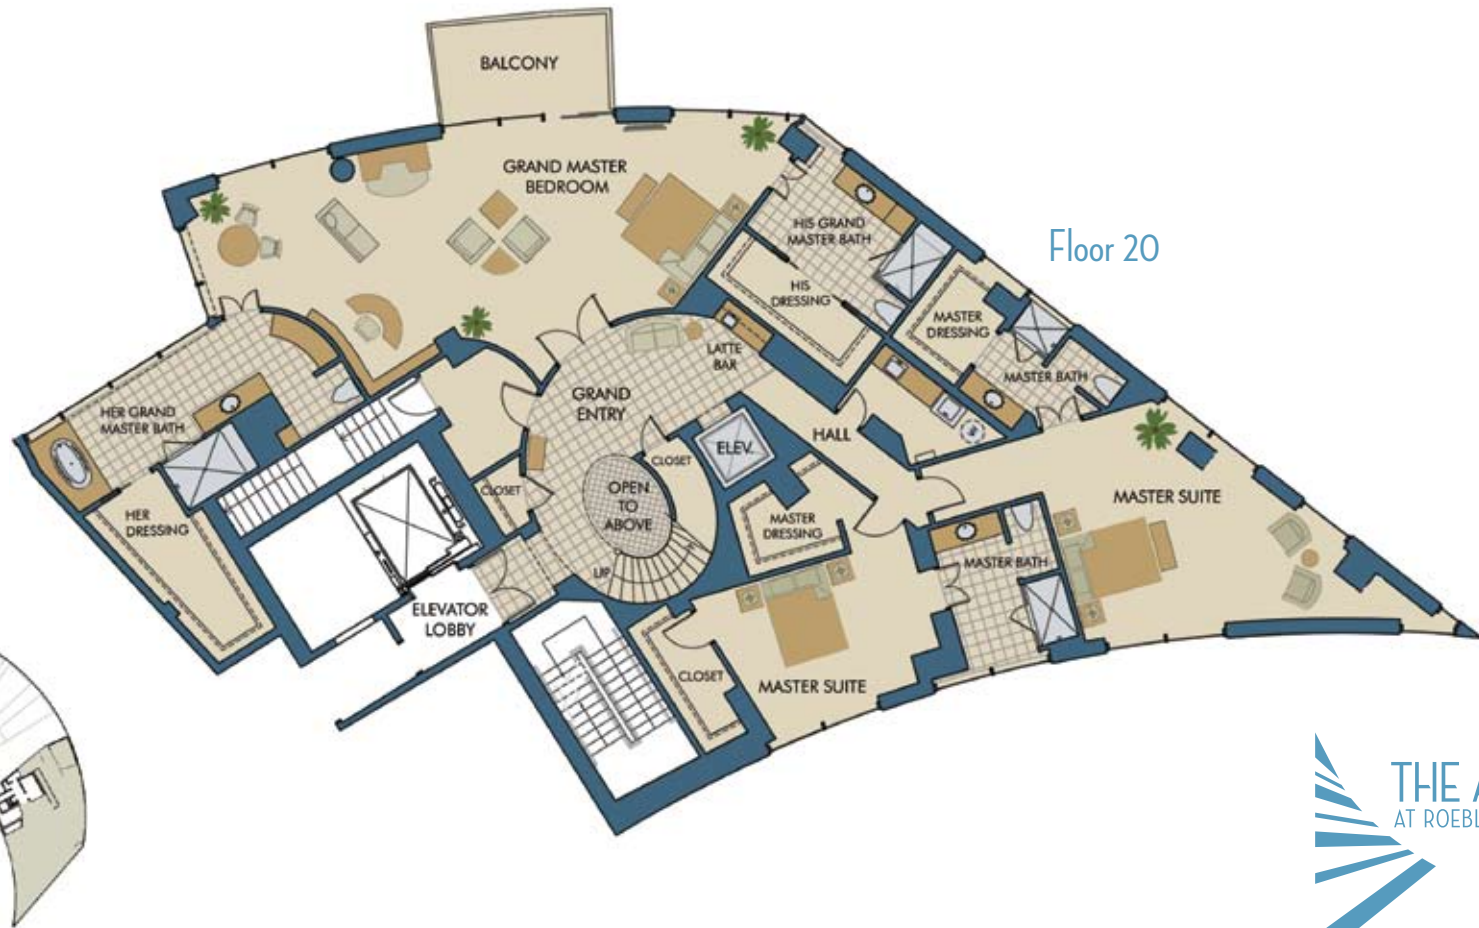 BALCONY
GRAND MASTER
BEDROOM
HIS GRAND
MASTER BATH
Floor 20
HIS
DRESSING
MASTER
DRESSING
LATTE
BAR
MASTER BATH
GRAND
ENTRY
HER GRAND
MASTER BATH
HALL
ELEV.
CLOSET
CLOSET
OPEN
TO
ABOVE
MASTER SUITE
HER
DRESSING
MASTER
DRESSING
MASTER BATH
UP
ELEVATOR
LOBBY
CLOSET
MASTER SUITE
THE A
AT ROEBL